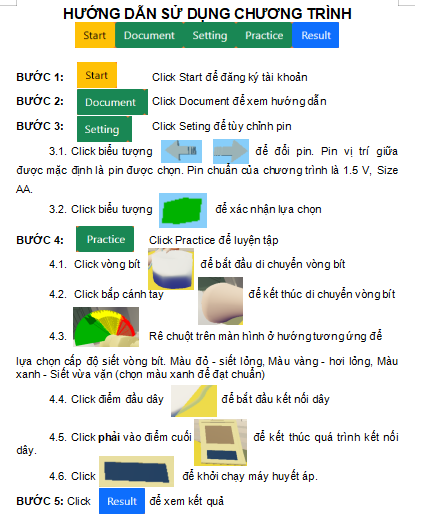 HƯỚNG DẪN SỬ DỤNG CHƯƠNG TRÌNH
Start Document Setting Practice Result
BƯỚC 1: Start Click Start để đăng ký tài khoản
BƯỚC 2: Document Click Document để xem hướng dẫn
BƯỚC 3: Setting Click Seting để tùy chỉnh pin
3.1. Click biểu tượng để đổi pin. Pin vị trí giữa
được mặc định là pin được chọn. Pin chuẩn của chương trình là 1.5 V, Size
AA.
3.2. Click biểu tượng để xác nhận lựa chọn
BƯỚC 4: Practice Click Practice để luyện tập
4.1. Click vòng bít để bắt đầu di chuyển vòng bít
4.2. Click bắp cánh tay để kết thúc di chuyển vòng bít
4.3. Rê chuột trên màn hình ở hướng tương ứng để
lựa chọn cấp độ siết vòng bít. Màu đỏ - siết lỏng, Màu vàng - hơi lỏng, Màu
xanh - Siết vừa vặn (chọn màu xanh để đạt chuẩn)
4.4. Click điểm đầu dây để bắt đầu kết nối dây
4.5. Click phải vào điểm cuối để kết thúc quá trình kết nối
dây.
4.6. Click để khởi chạy máy huyết áp.
BƯỚC 5: Click Result để xem kết quả